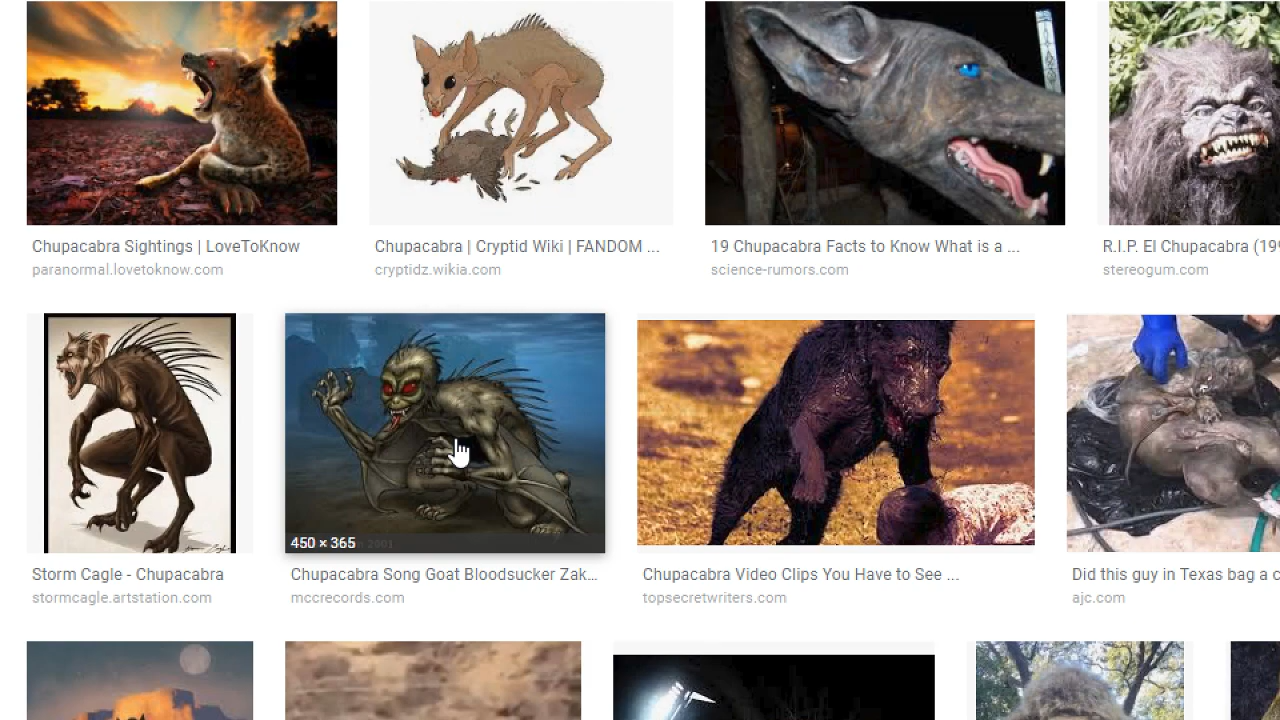 Chupacabra Sightings | LoveToKnow
paranormal.lovetoknow.com
Chupacabra | Cryptid Wiki | FANDOM ...
cryptidz.wikia.com
19 Chupacabra Facts to Know What is a ...
science-rumors.com
R.I.P. El Chupacabra (199
stereogum.com
450 × 365
2001
Storm Cagle - Chupacabra
stormcagle.artstation.com
Chupacabra Song Goat Bloodsucker Zak...
mccrecords.com
Chupacabra Video Clips You Have to See ...
topsecretwriters.com
Did this guy in Texas bag a c
ajc.com